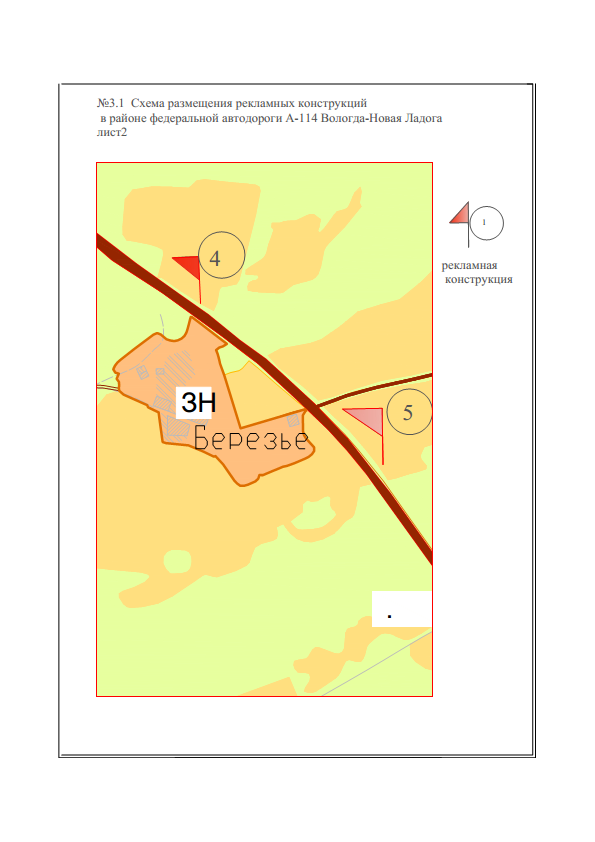 №3.1 Схема размещения рекламных конструкций
в районе федеральной автодороги А-114 Вологда-Новая Ладога
лист2
1
рекламная
конструкция
4
5
ЗН
Березье
.